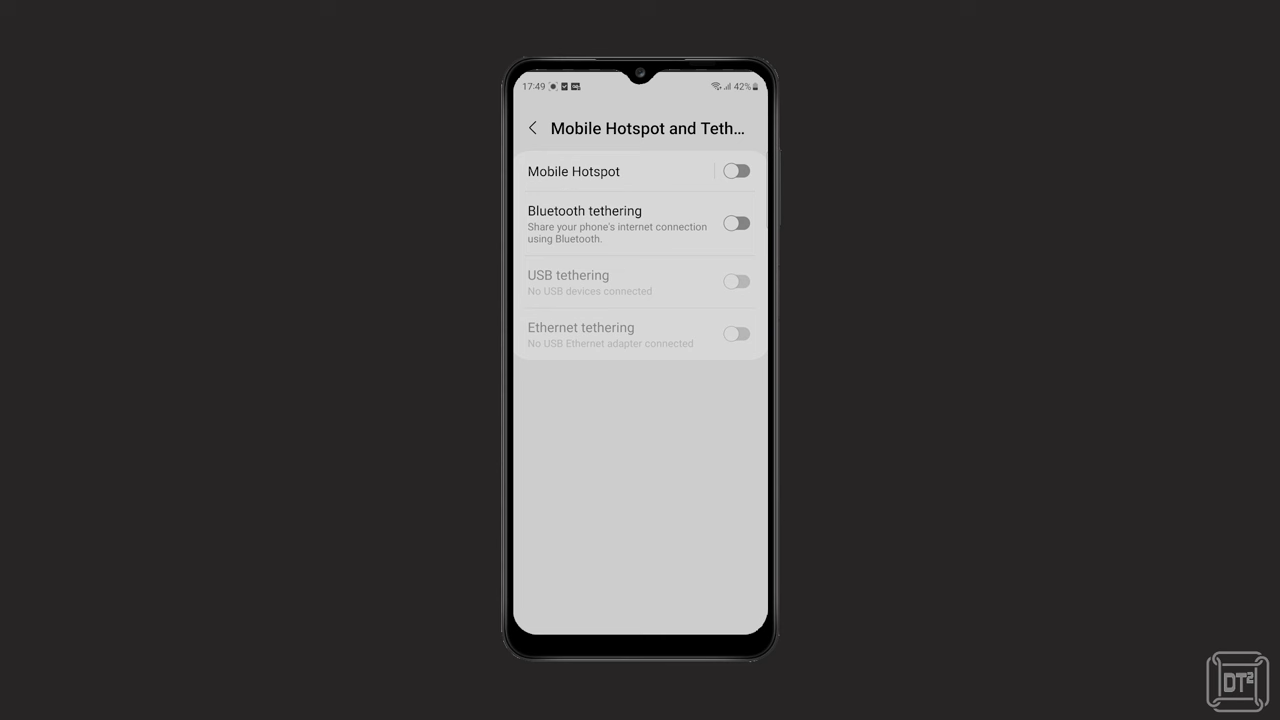 17:49
42%
Mobile Hotspot and Teth...
Mobile Hotspot
Bluetooth tethering
Share your phone's internet connection
using Bluetooth.
USB tethering
No USB devices connected
Ethernet tethering
No USB Ethernet adapter connected
DT2